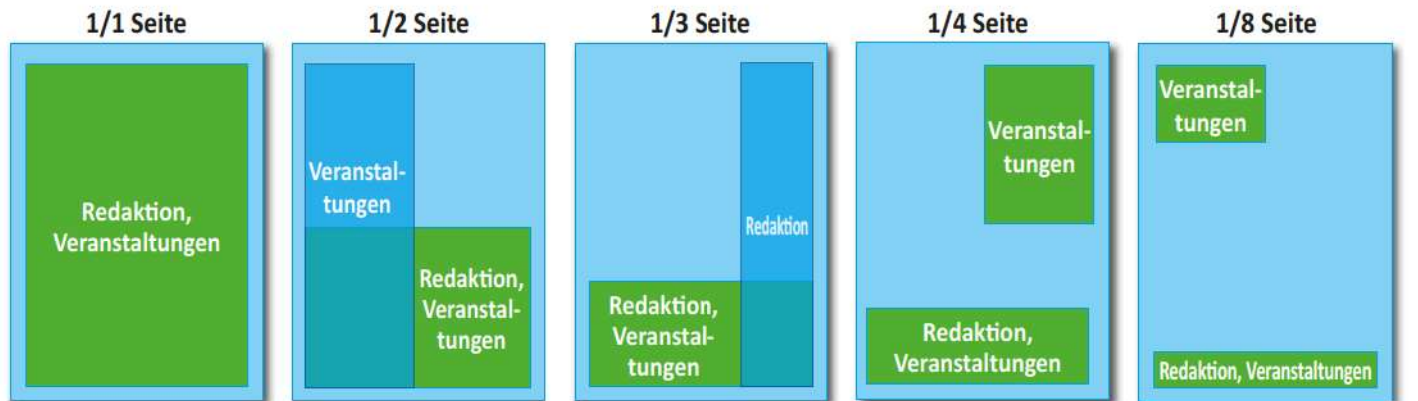 1/1 Seite
Redaktion,
Veranstaltungen
1/2 Seite
Veranstal-
tungen
Redaktion,
Veranstal-
tungen
1/3 Seite
Redaktion
Redaktion,
Veranstal-
tungen
1/4 Seite
Veranstal-
tungen
Redaktion,
Veranstaltungen
1/8 Seite
Veranstal-
tungen
Redaktion, Veranstaltungen